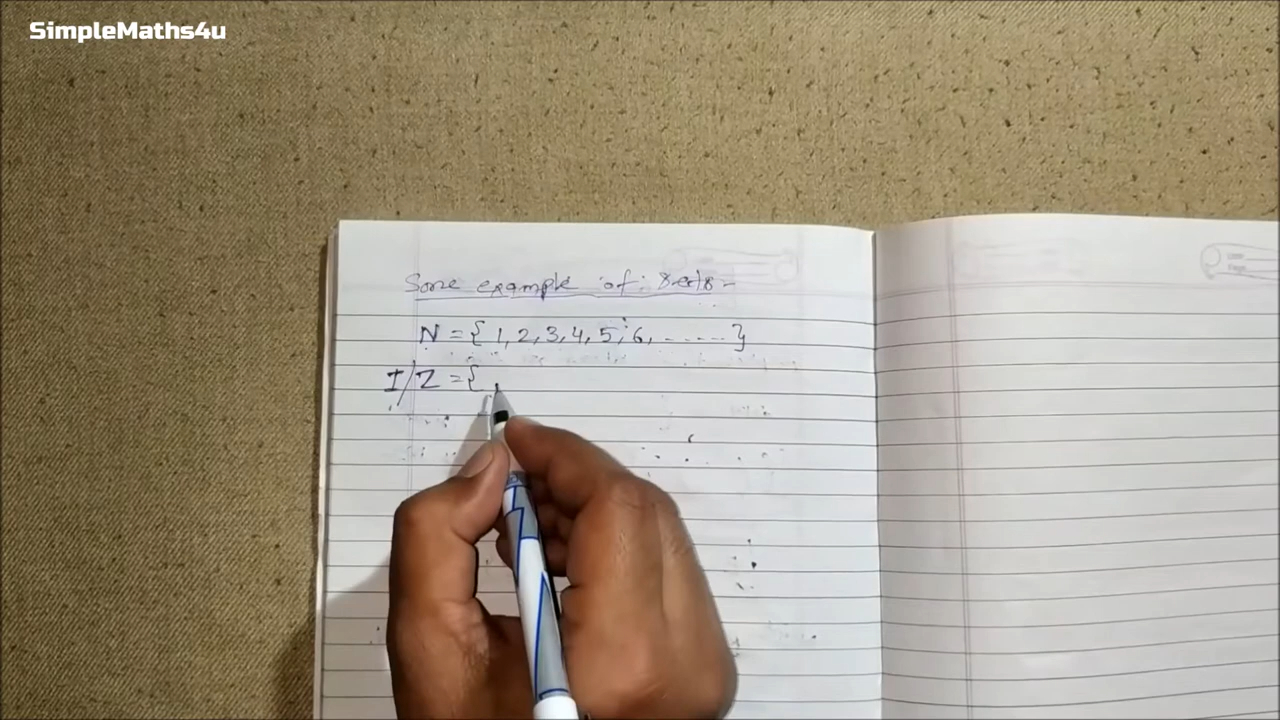 SimpleMaths4u
Some example of: Sets-
N = { 1, 2, 3, 4, 5, 6, ....... }
I/Z = {